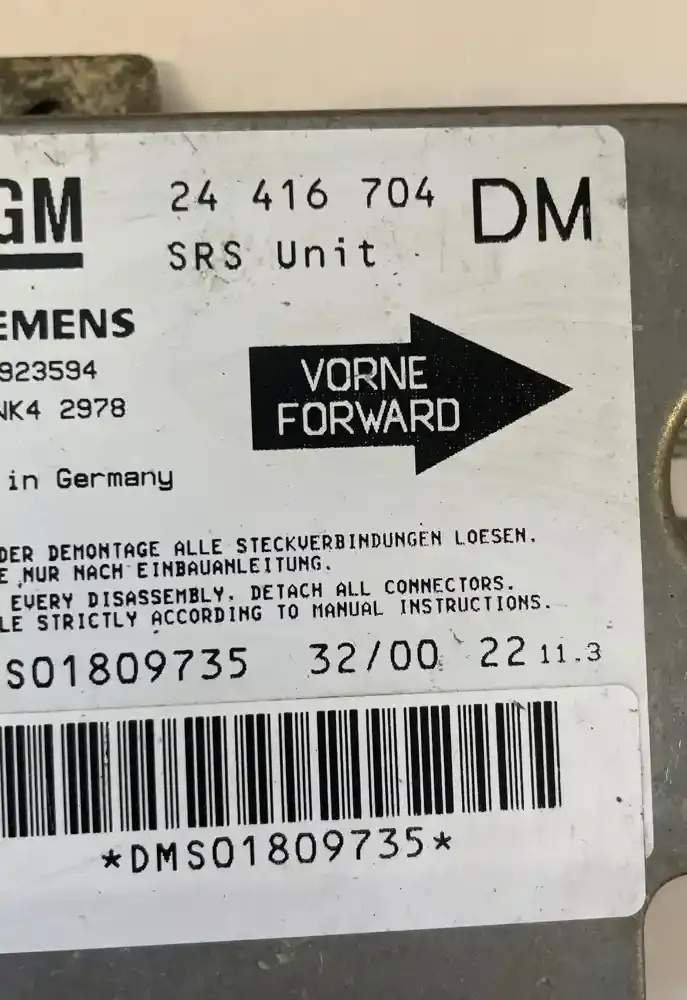 GM 24 416 704 DM
SRS Unit
EMENS
923594
VORNE
FORWARD
NK4 2978
in Germany
DER DEMONTAGE ALLE STECKVERBINDUNGEN LOESEN.
E NUR NACH EINBAUANLEITUNG.
EVERY DISASSEMBLY. DETACH ALL CONNECTORS.
LE STRICTLY ACCORDING TO MANUAL INSTRUCTIONS.
S01809735 32/00 22 11.3
*DMS01809735*